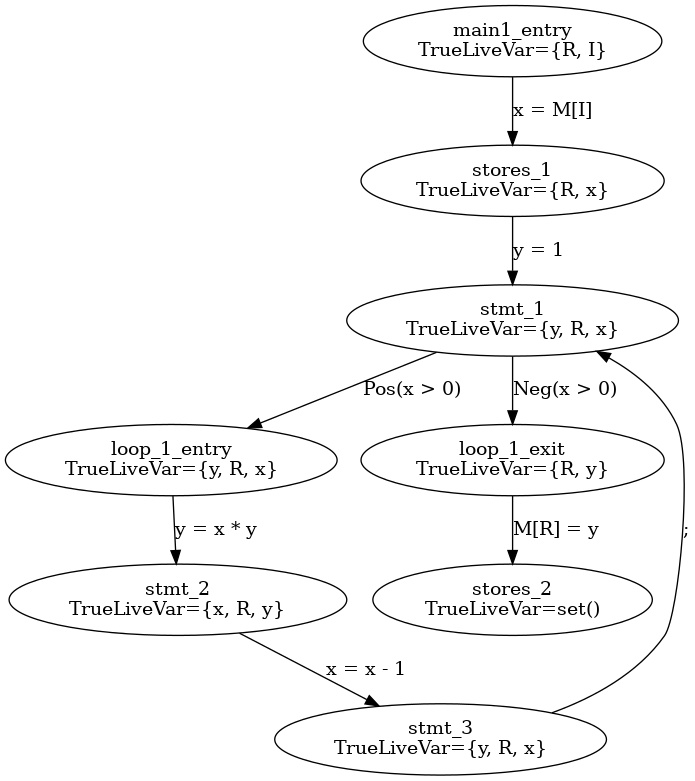 main1_entry
TrueLiveVar={R, I}
x = M[I]
stores_1
TrueLiveVar={R, x}
y = 1
stmt_1
TrueLiveVar={y, R, x}
Pos(x > 0)
Neg(x > 0)
loop_1_entry
TrueLiveVar={y, R, x}
loop_1_exit
TrueLiveVar={R, y}
y = x * y
M[R] = y
;
stmt_2
TrueLiveVar={x, R, y}
stores_2
TrueLiveVar=set()
x = x - 1
stmt_3
TrueLiveVar={y, R, x}